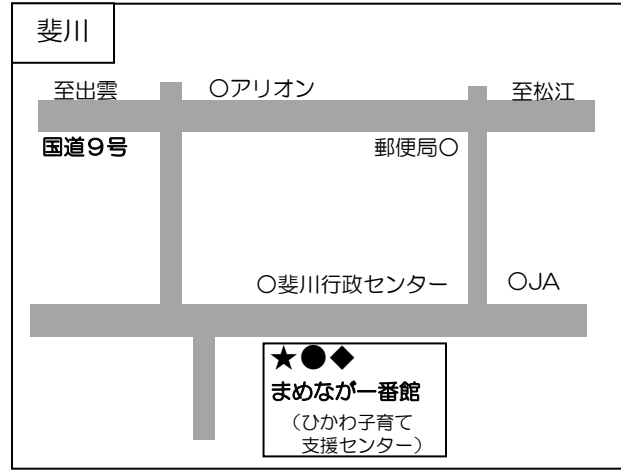 斐川
至出雲
○アリオン
至松江
国道9号
郵便局○
○斐川行政センター
○JA
★●◆
まめなが一番館
（ひかわ子育て
支援センター）